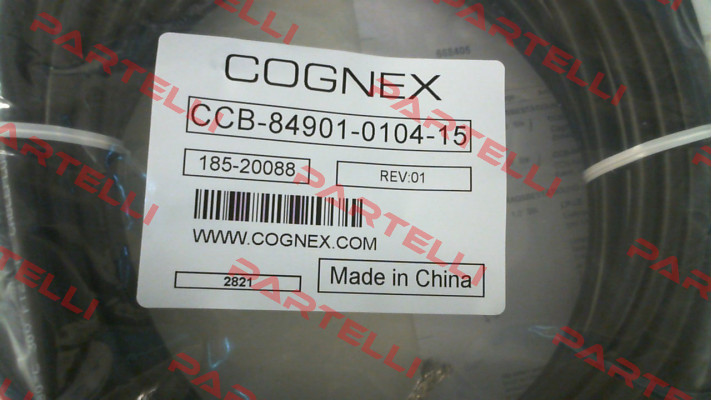 COGNEX
CCB-84901-0104-15
185-20088
REV:01
WWW.COGNEX.COM
2821
Made in China
PARTELLI
PARTELLI
PARTELLI
PARTELLI
PARTELLI
PARTELLI